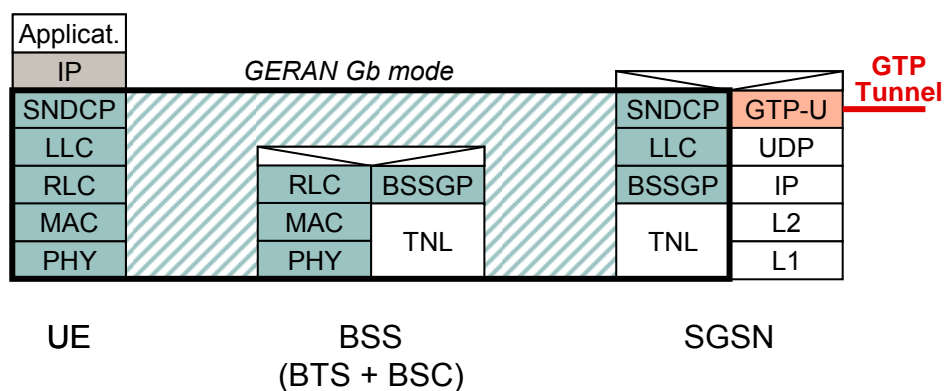 Applicat.
IP
GERAN Gb mode
GTP
Tunnel
SNDCP
SNDCP
GTP-U
LLC
LLC
UDP
RLC
RLC
BSSGP
BSSGP
IP
MAC
MAC
TNL
TNL
L2
PHY
PHY
L1
UE
BSS
(BTS + BSC)
SGSN